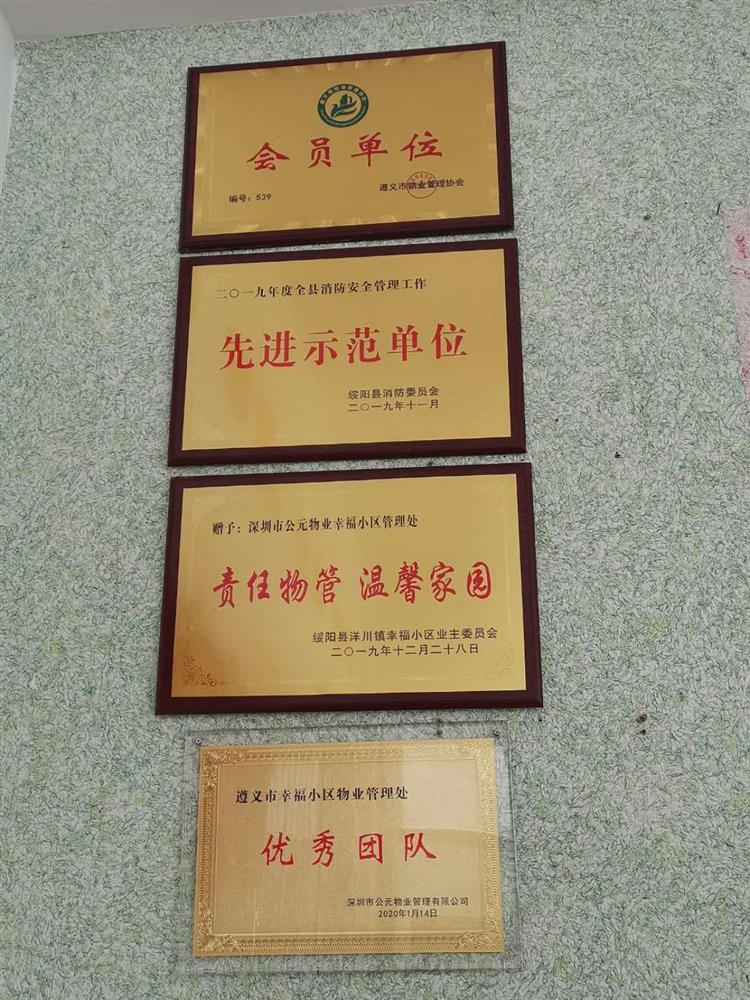 会员单位
编号：539
遵义市物业管理协会
二〇一九年度全县消防安全管理工作
先进示范单位
绥阳县消防委员会
二〇一九年十一月
赠予：深圳市公元物业幸福小区管理处
责任物管 温馨家园
绥阳县洋川镇幸福小区业主委员会
二〇一九年十二月二十八日
遵义市幸福小区物业管理处
优秀团队
深圳市公元物业管理有限公司
2020年1月14日